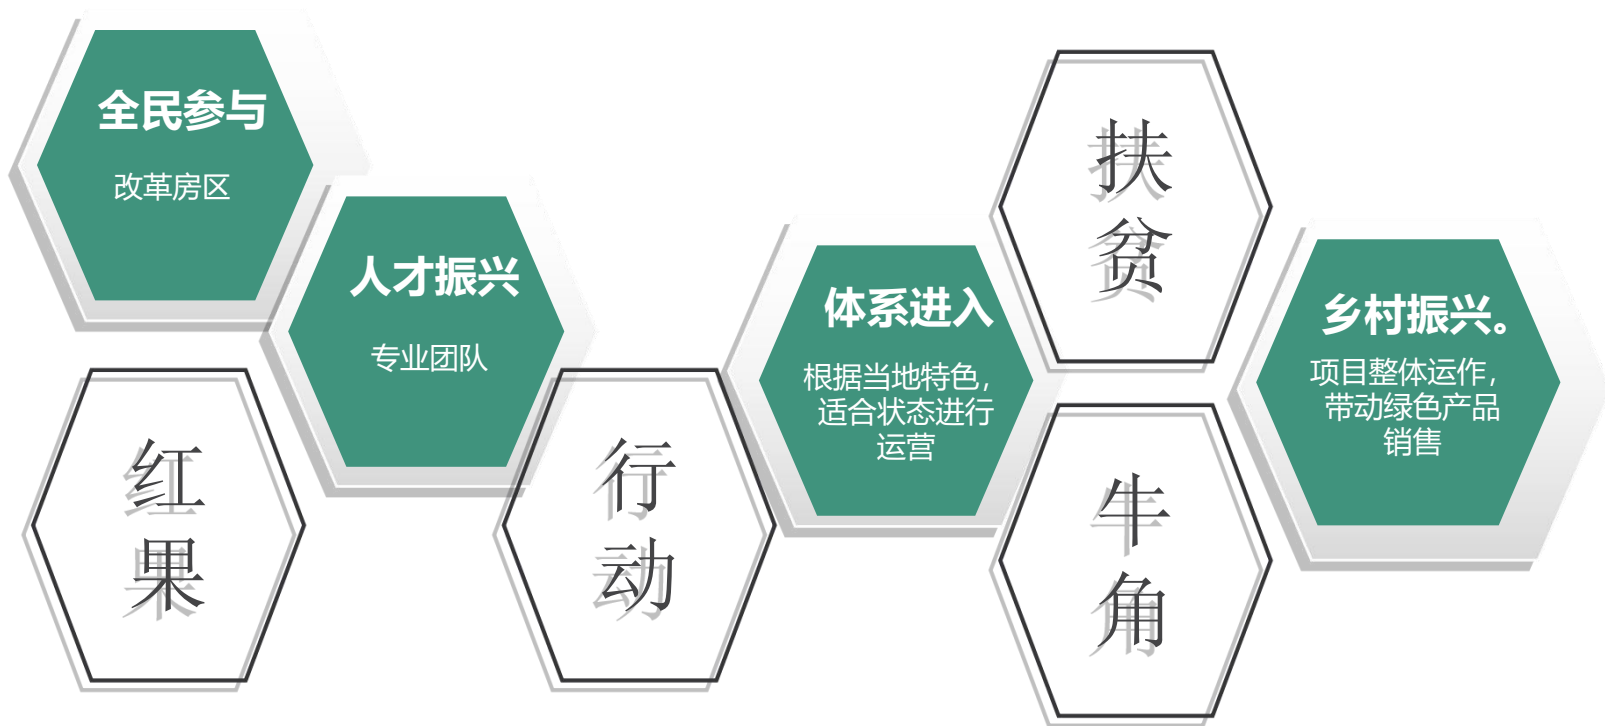 全民参与
改革房区
人才振兴
专业团队
红
果
行
动
体系进入
根据当地特色，
适合状态进行
运营
扶
贫
牛
角
乡村振兴。
项目整体运作，
带动绿色产品
销售